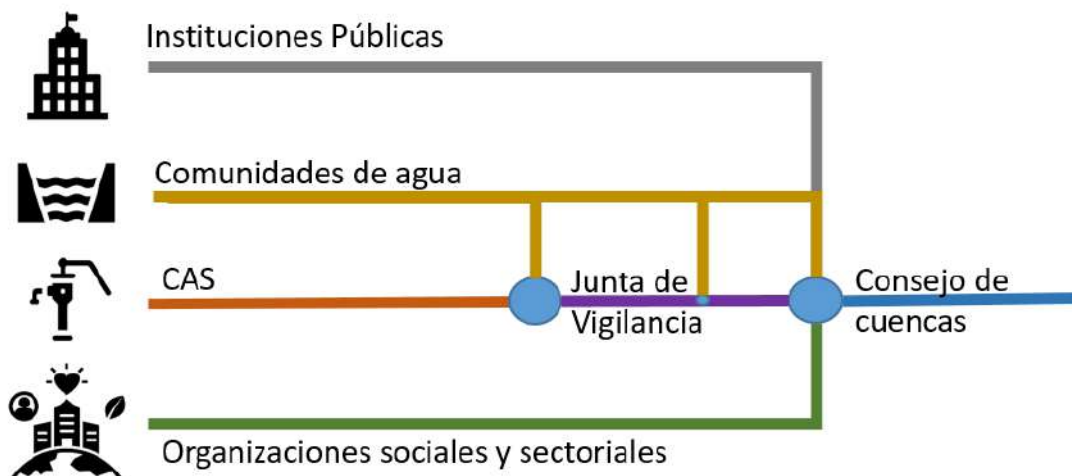 Instituciones Públicas
Comunidades de agua
CAS
Junta de
Vigilancia
Consejo de
cuencas
Organizaciones sociales y sectoriales